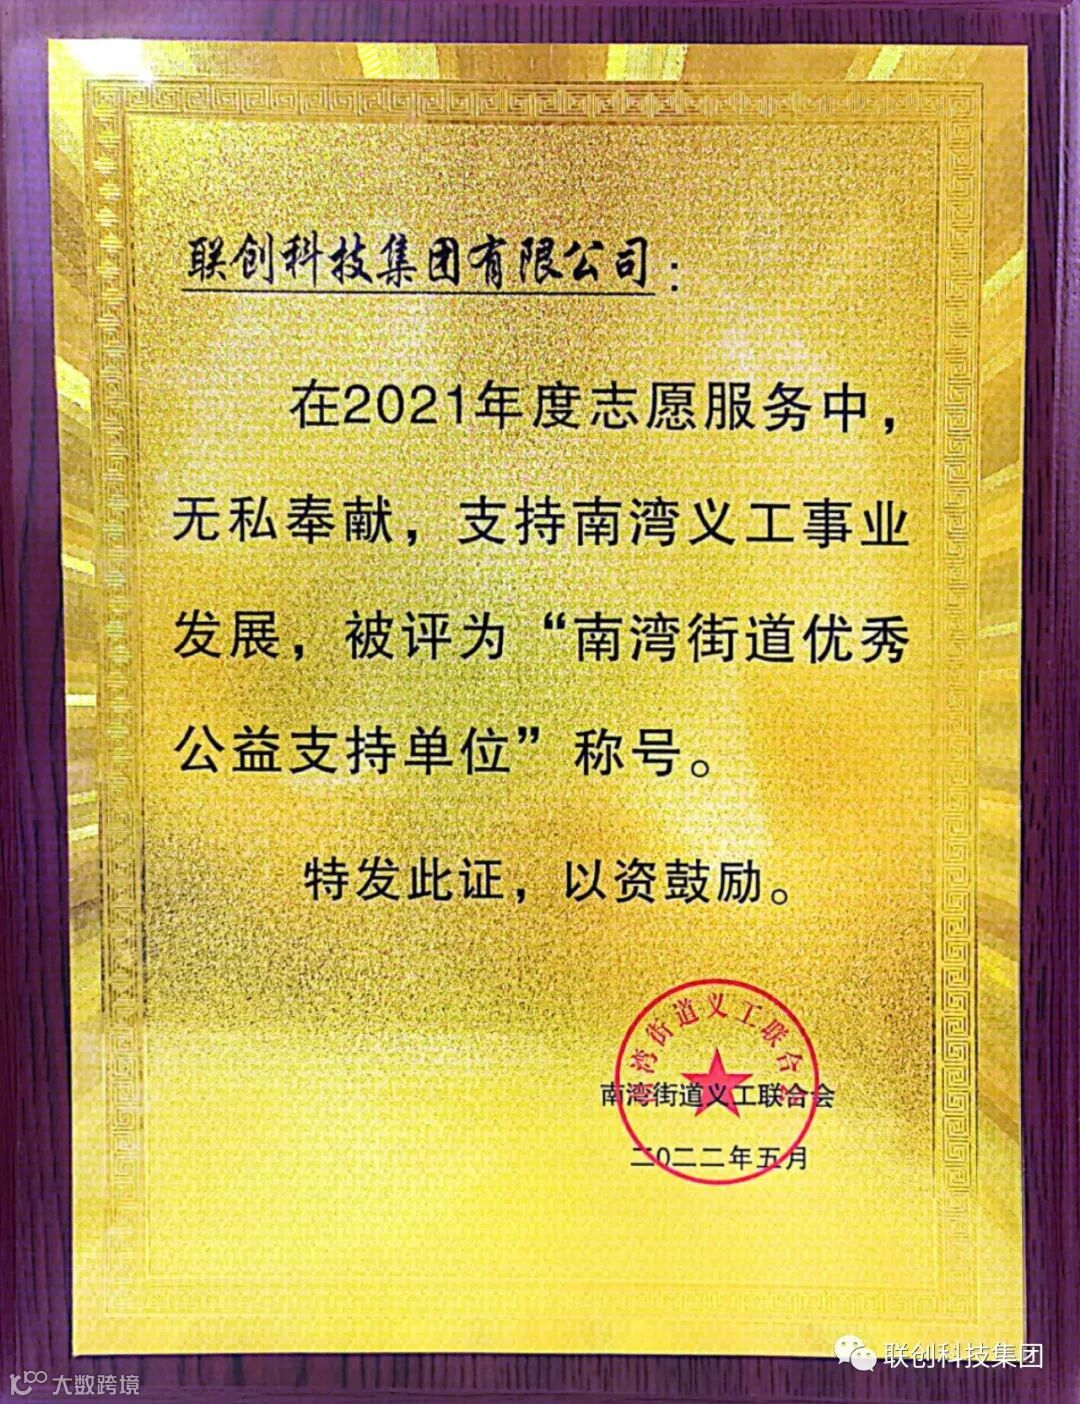 联创科技集团有限公司：
在2021年度志愿服务中，
无私奉献，支持南湾义工事业
发展，被评为“南湾街道优秀
公益支持单位”称号。
特发此证，以资鼓励。
南湾街道义工联合会
南湾街道义工联合会
二〇二二年五月
联创科技集团
大数跨境